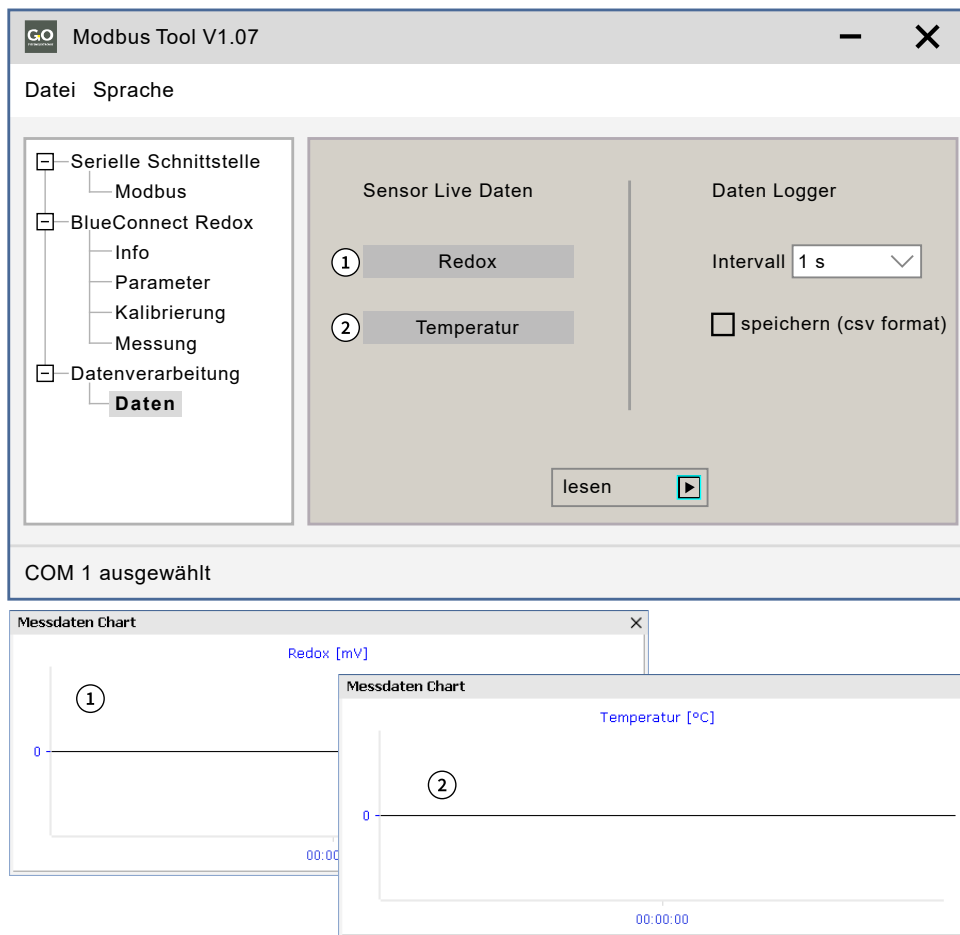 GO
Modbus Tool V1.07
Datei Sprache
Serielle Schnittstelle
Modbus
BlueConnect Redox
Info
Parameter
Kalibrierung
Messung
Datenverarbeitung
Daten
Sensor Live Daten
1 Redox
2 Temperatur
Daten Logger
Intervall 1 s
speichern (csv format)
lesen
COM 1 ausgewählt
Messdaten Chart
Redox [mV]
1
0
00:00
Messdaten Chart
Temperatur [ºC]
2
0
00:00:00